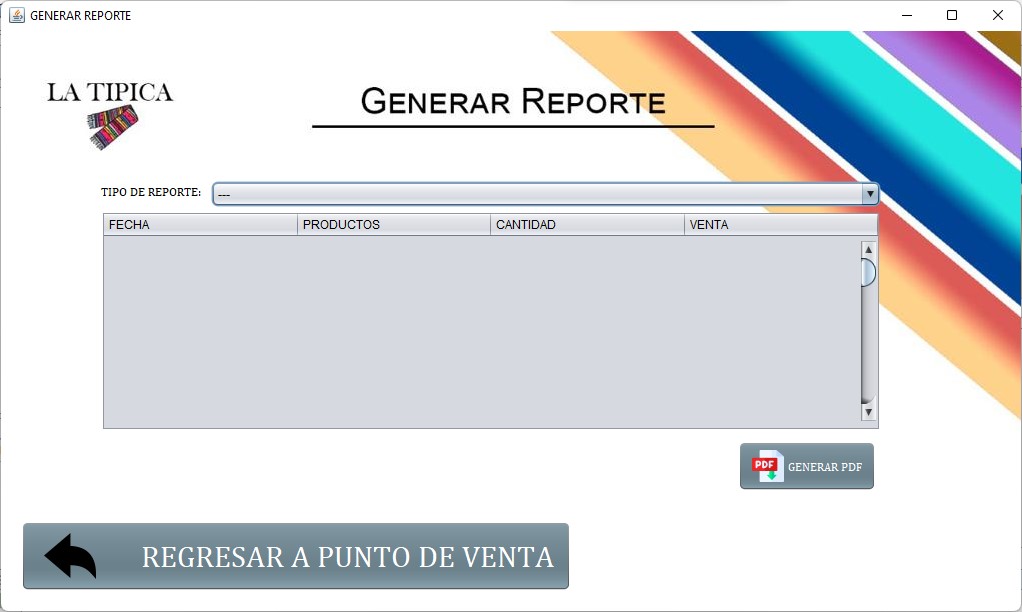 GENERAR REPORTE
LA TIPICA
GENERAR REPORTE
TIPO DE REPORTE: ---
FECHA PRODUCTOS CANTIDAD VENTA
PDF GENERAR PDF
REGRESAR A PUNTO DE VENTA